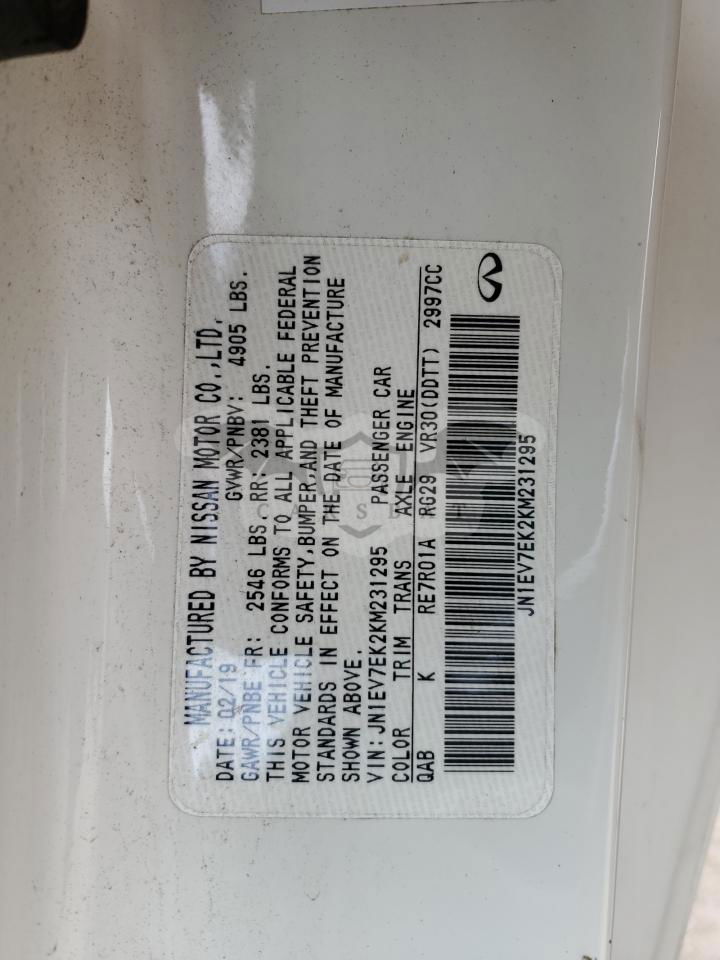 MANUFACTURED BY NISSAN MOTOR CO.,LTD.
DATE: 02/19 GVWR/PNBV: 4905 LBS.
GAWR/PNBE FR: 2546 LBS. RR: 2381 LBS.
THIS VEHICLE CONFORMS TO ALL APPLICABLE FEDERAL
MOTOR VEHICLE SAFETY,BUMPER,AND THEFT PREVENTION
STANDARDS IN EFFECT ON THE DATE OF MANUFACTURE
SHOWN ABOVE.
VIN: JN1EV7EK2KM231295 PASSENGER CAR
COLOR TRIM TRANS AXLE ENGINE
QAB K RE7R01A RG29 VR30(DDTT) 2997CC
JN1EV7EK2KM231295